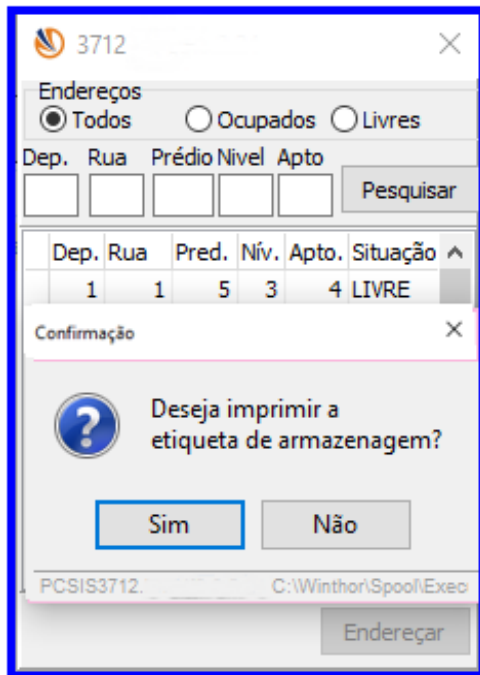 3712
Endereços
Todos Ocupados Livres
Dep. Rua Prédio Nivel Apto
Pesquisar
Dep. Rua Pred. Nív. Apto. Situação
1 1 5 3 4 LIVRE
Confirmação
Deseja imprimir a
etiqueta de armazenagem?
Sim Não
PCSIS3712. C:\Winthor\Spool\Exec
Endereçar